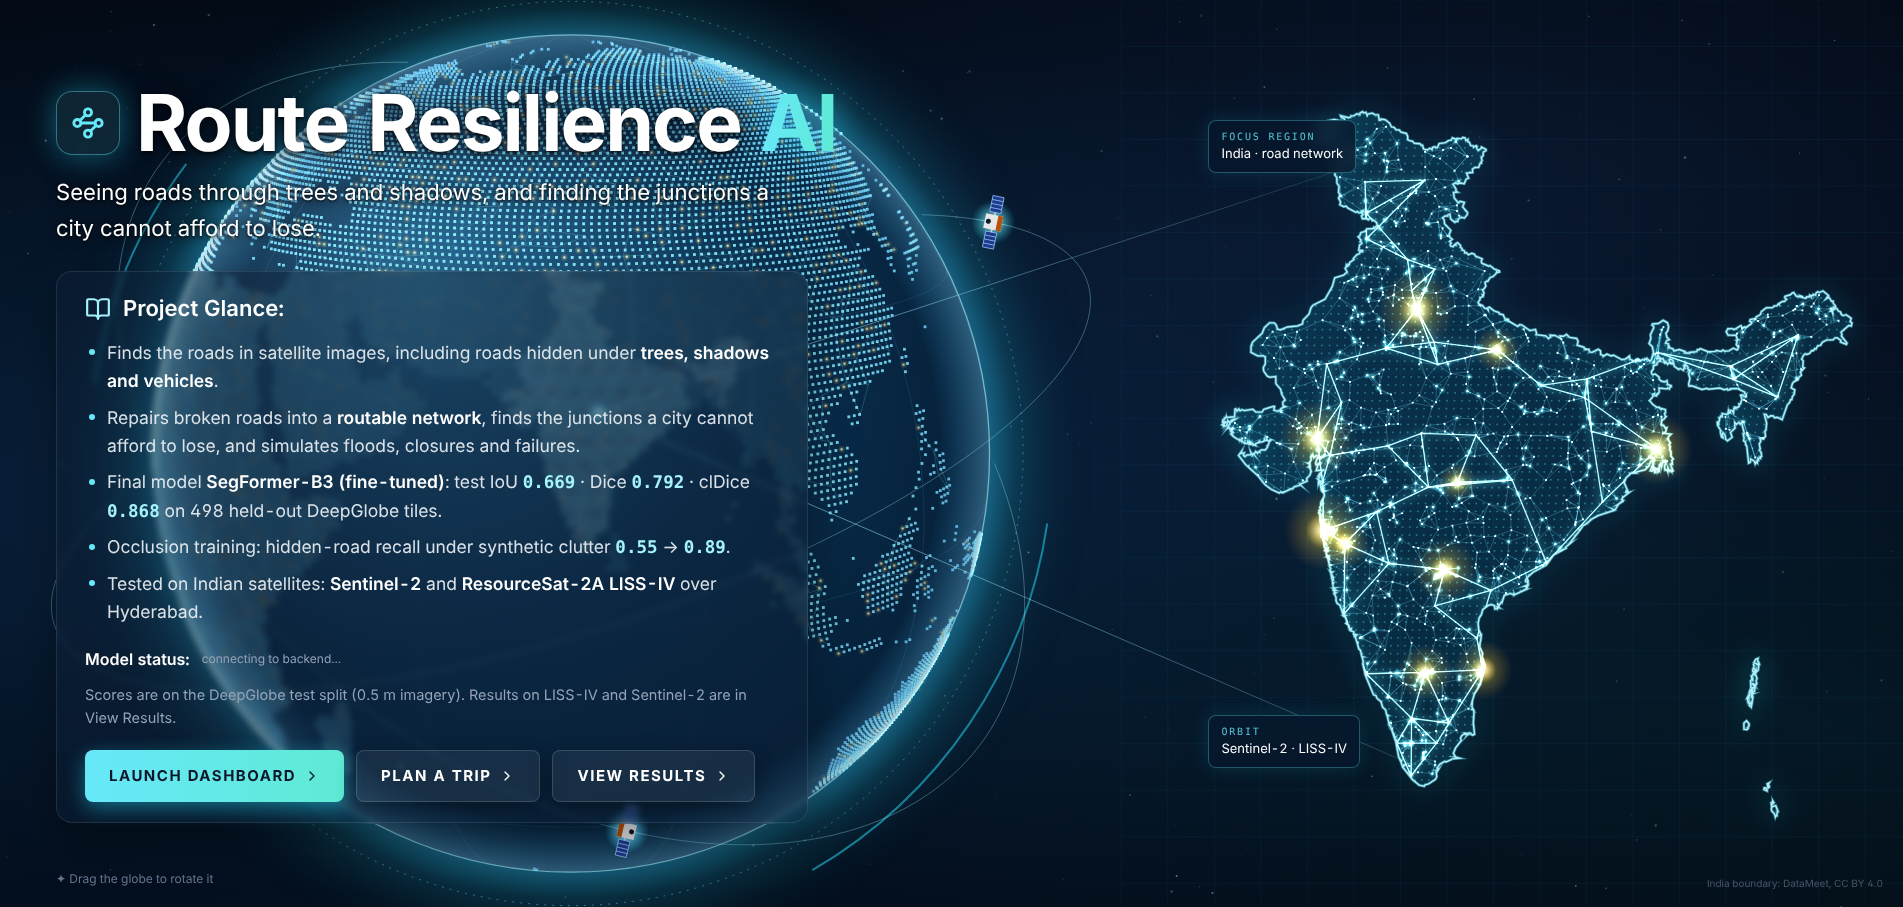 Route Resilience AI
Seeing roads through trees and shadows, and finding the junctions a
city cannot afford to lose.
Project Glance:
Finds the roads in satellite images, including roads hidden under trees, shadows
and vehicles.
Repairs broken roads into a routable network, finds the junctions a city cannot
afford to lose, and simulates floods, closures and failures.
Final model SegFormer-B3 (fine-tuned): test IoU 0.669 · Dice 0.792 · clDice
0.868 on 498 held-out DeepGlobe tiles.
Occlusion training: hidden-road recall under synthetic clutter 0.55 → 0.89.
Tested on Indian satellites: Sentinel-2 and ResourceSat-2A LISS-IV over
Hyderabad.
Model status: connecting to backend...
Scores are on the DeepGlobe test split (0.5 m imagery). Results on LISS-IV and Sentinel-2 are in
View Results.
LAUNCH DASHBOARD
PLAN A TRIP
VIEW RESULTS
✦ Drag the globe to rotate it
FOCUS REGION
India · road network
ORBIT
Sentinel-2 · LISS-IV
India boundary: DataMeet, CC BY 4.0